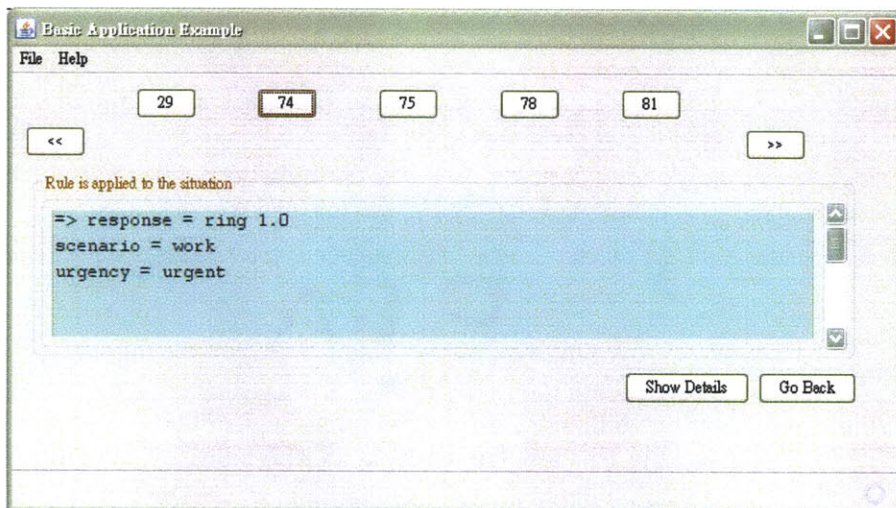 Basic Application Example
File Help
29 74 75 78 81
<< >>
Rule is applied to the situation
=> response = ring 1.0
scenario = work
urgency = urgent
Show Details Go Back